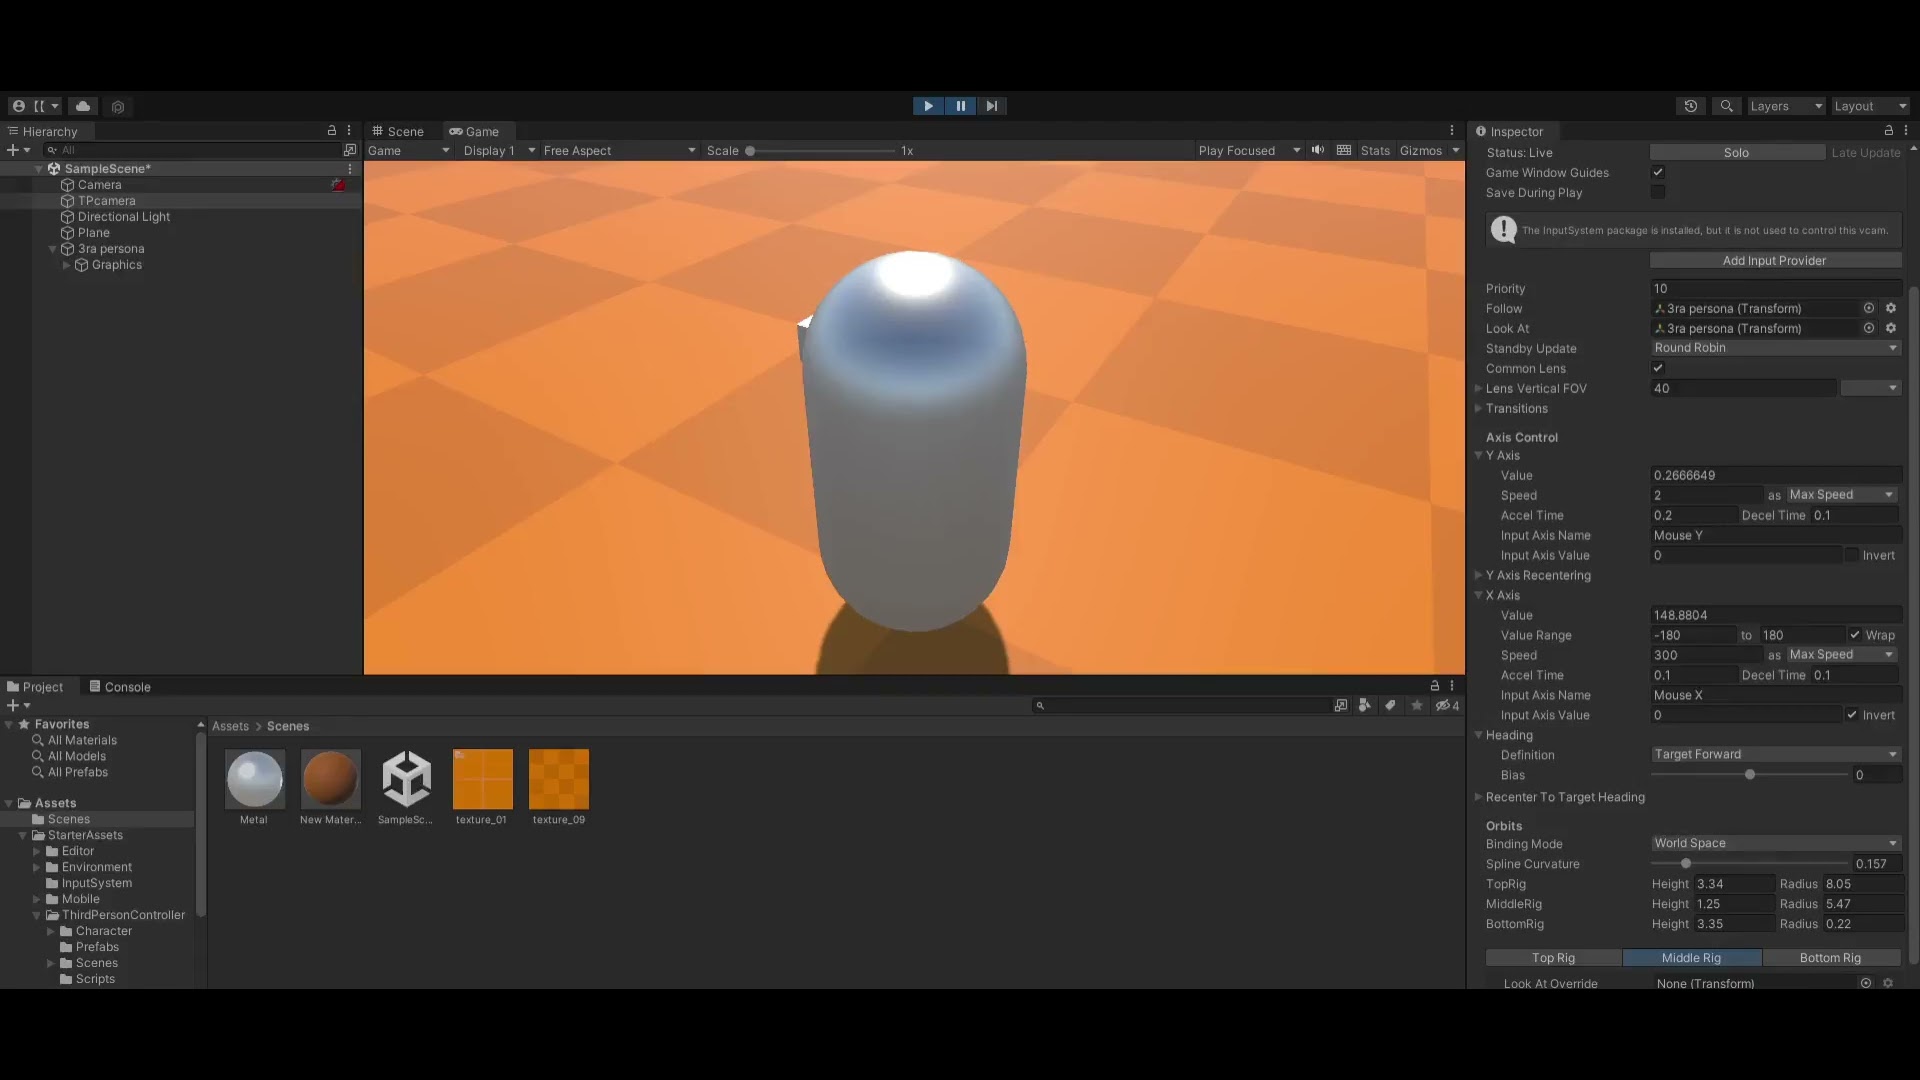 Layers
Layout
Hierarchy
All
SampleScene*
Camera
TPcamera
Directional Light
Plane
3ra persona
Graphics
Scene
Game
Game
Display 1
Free Aspect
Scale
1x
Play Focused
Stats
Gizmos
Inspector
Status: Live
Solo
Late Update
Game Window Guides
Save During Play
The InputSystem package is installed, but it is not used to control this vcam.
Add Input Provider
Priority 10
Follow 3ra persona (Transform)
Look At 3ra persona (Transform)
Standby Update Round Robin
Common Lens
Lens Vertical FOV 40
Transitions
Axis Control
Y Axis
Value 0.2666649
Speed 2 as Max Speed
Accel Time 0.2 Decel Time 0.1
Input Axis Name Mouse Y
Input Axis Value 0 Invert
Y Axis Recentering
X Axis
Value 148.8804
Value Range -180 to 180 Wrap
Speed 300 as Max Speed
Accel Time 0.1 Decel Time 0.1
Input Axis Name Mouse X
Input Axis Value 0 Invert
Heading
Definition Target Forward
Bias 0
Recenter To Target Heading
Orbits
Binding Mode World Space
Spline Curvature 0.157
TopRig Height 3.34 Radius 8.05
MiddleRig Height 1.25 Radius 5.47
BottomRig Height 3.35 Radius 0.22
Top Rig Middle Rig Bottom Rig
Look At Override None (Transform)
Project
Console
4
Favorites
All Materials
All Models
All Prefabs
Assets
Scenes
StarterAssets
Editor
Environment
InputSystem
Mobile
ThirdPersonController
Character
Prefabs
Scenes
Scripts
Assets > Scenes
Metal
New Mater...
SampleSc...
texture_01
texture_09